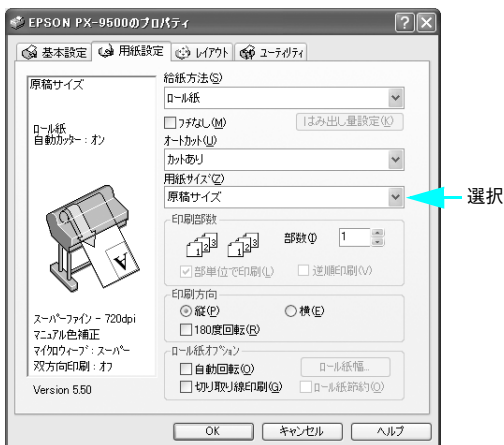 EPSON PX-9500のプロパティ
基本設定 用紙設定 レイアウト ユーティリティ
原稿サイズ
ロール紙
自動カッター : オン
A
スーパーファイン - 720dpi
マニュアル色補正
マイクロウィーブ : スーパー
双方向印刷 : オフ
Version 5.50
給紙方法(S)
ロール紙
フチなし(M) はみ出し量設定(K)
オートカット(U)
カットあり
用紙サイズ(Z)
原稿サイズ
選択
印刷部数
1 2 3 1 2 3 部数(I) 1
部単位で印刷(L) 逆順印刷(V)
印刷方向
縦(P) 横(E)
180度回転(R)
ロール紙オプション
自動回転(O) ロール紙幅...
切り取り線印刷(G) ロール紙節約(O)
OK キャンセル ヘルプ